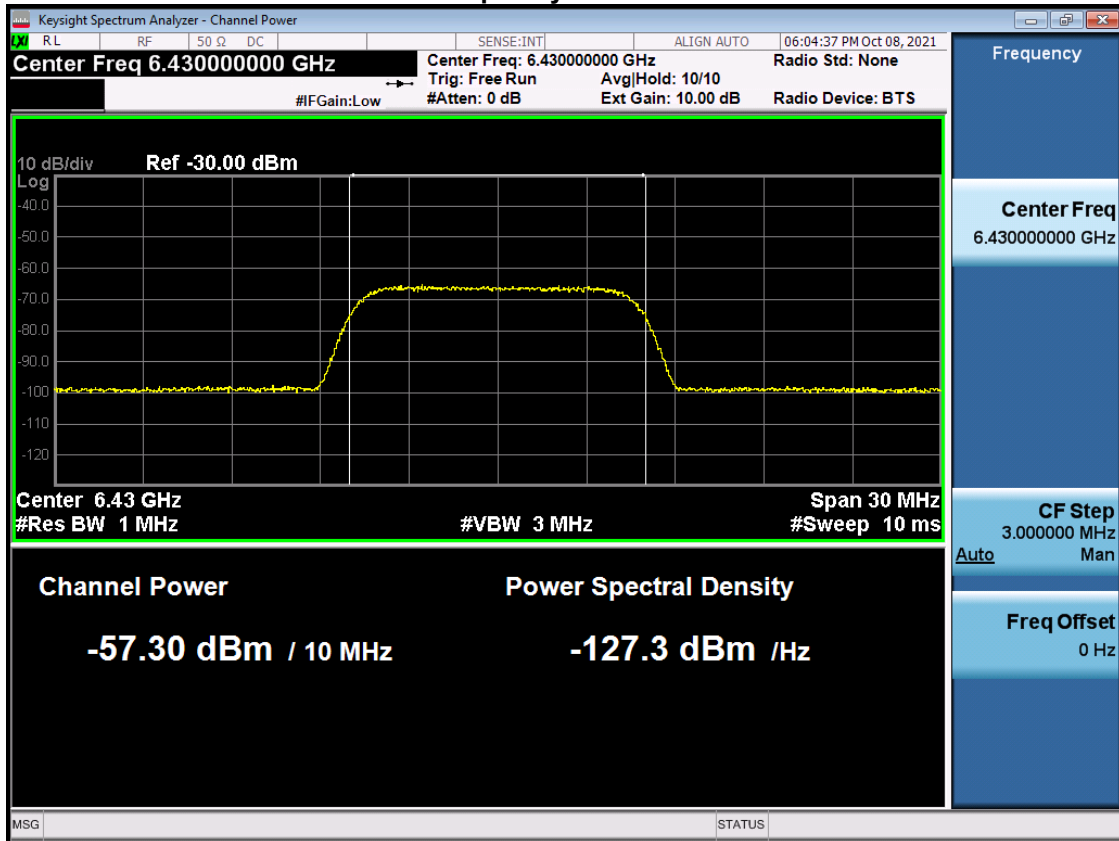 Keysight Spectrum Analyzer - Channel Power
LXI RL RF 50 Ω DC SENSE:INT ALIGN AUTO 06:04:37 PM Oct 08, 2021
Center Freq 6.430000000 GHz
Center Freq: 6.430000000 GHz
Radio Std: None
Trig: Free Run Avg|Hold: 10/10
#IFGain:Low
#Atten: 0 dB Ext Gain: 10.00 dB Radio Device: BTS
10 dB/div Ref -30.00 dBm
Log
-40.0
-50.0
-60.0
-70.0
-80.0
-90.0
-100
-110
-120
Center 6.43 GHz Span 30 MHz
#Res BW 1 MHz #VBW 3 MHz #Sweep 10 ms
Channel Power Power Spectral Density
-57.30 dBm / 10 MHz -127.3 dBm /Hz
Frequency
Center Freq
6.430000000 GHz
CF Step
3.000000 MHz
Auto Man
Freq Offset
0 Hz
MSG STATUS